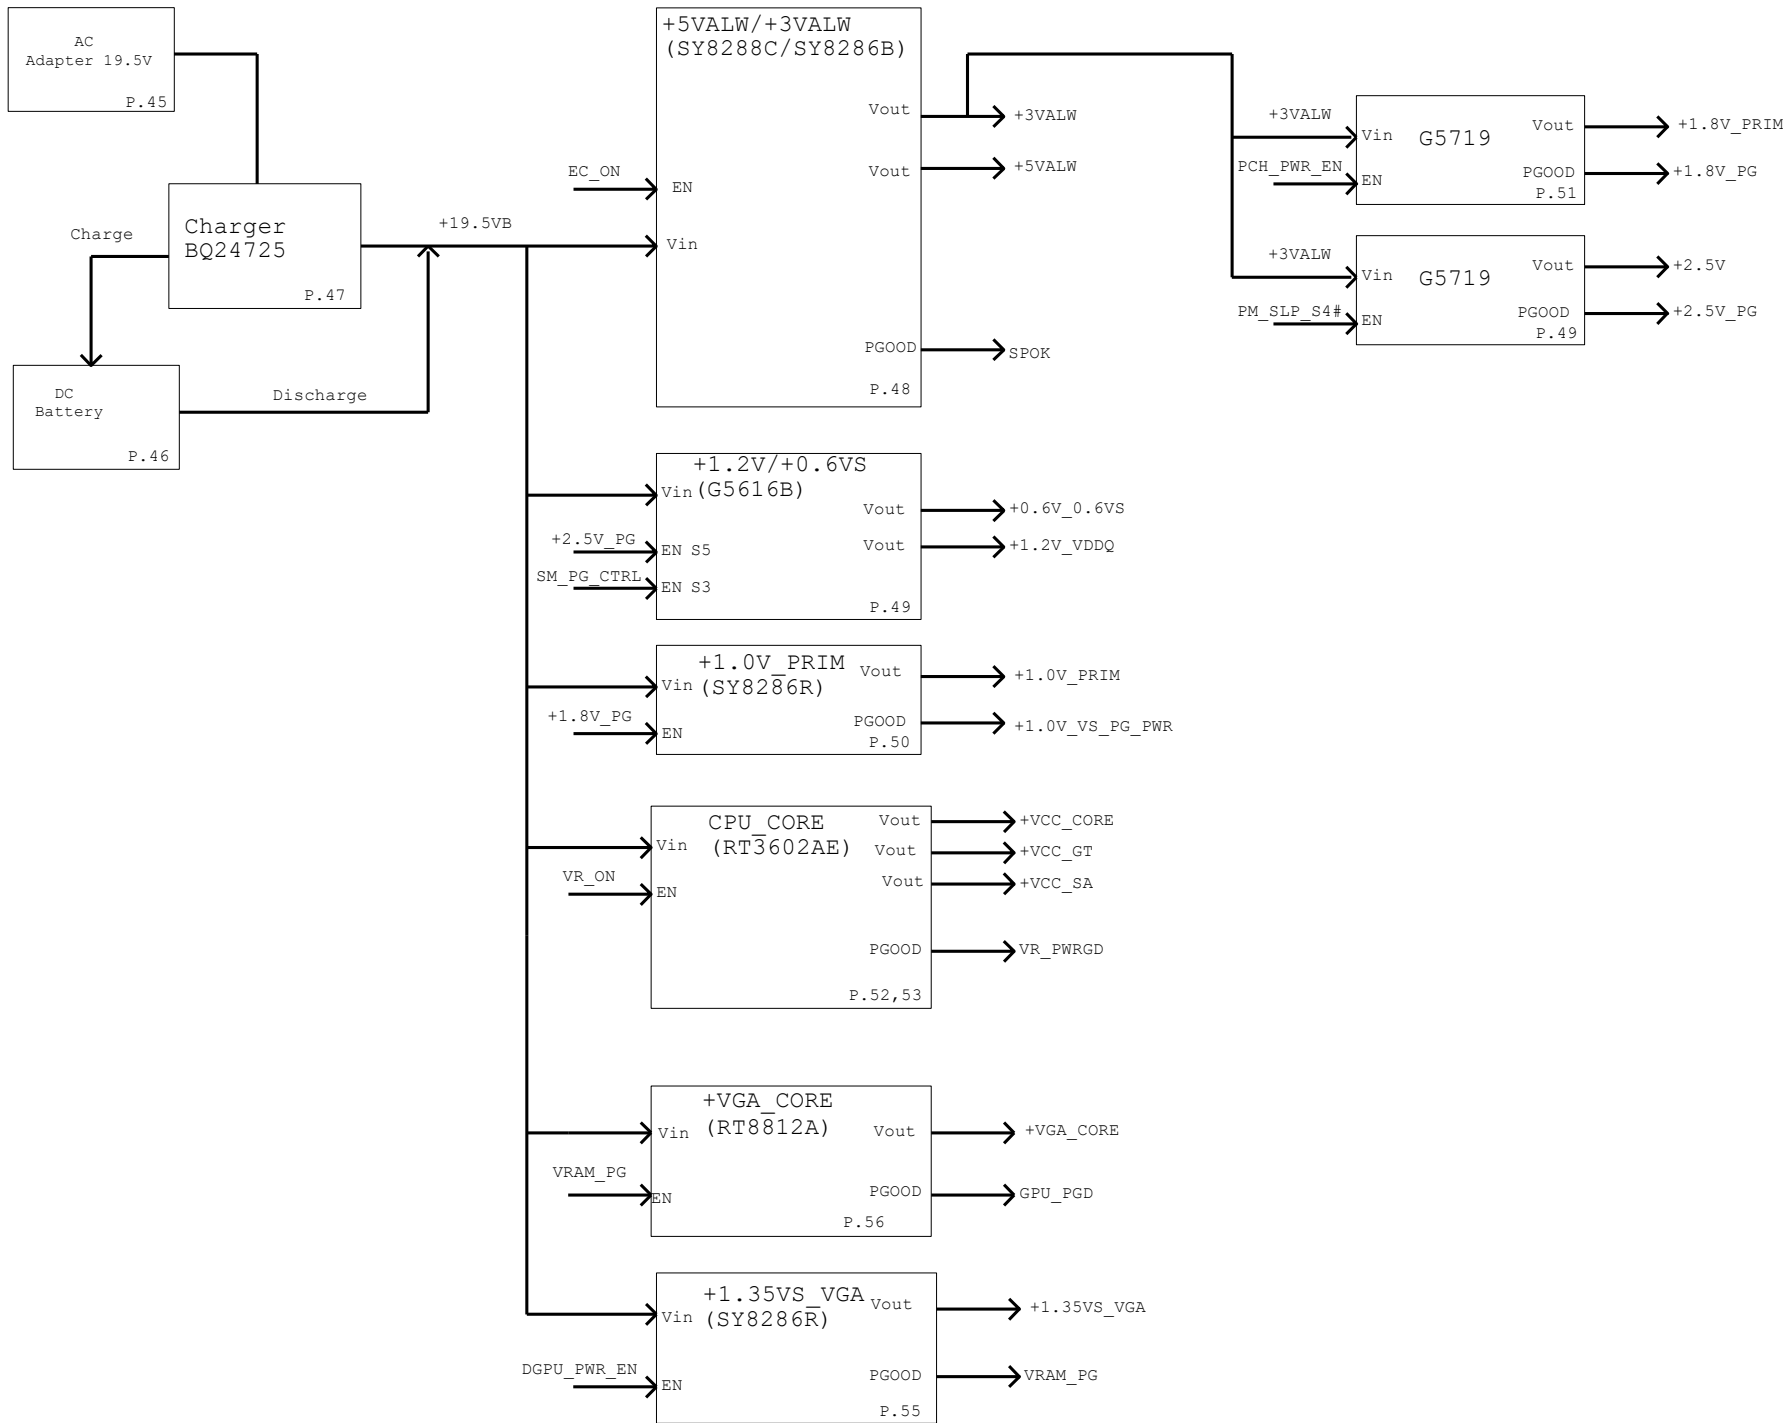 AC
Adapter 19.5V
P.45
Charger
BQ24725
P.47
Charge
DC
Battery
P.46
Discharge
+19.5VB
+5VALW/+3VALW
(SY8288C/SY8286B)
Vout
+3VALW
Vout
+5VALW
EC_ON
EN
Vin
PGOOD
SPOK
P.48
+3VALW
Vin
G5719
Vout
+1.8V_PRIM
PCH_PWR_EN
EN
PGOOD
+1.8V_PG
P.51
+3VALW
Vin
G5719
Vout
+2.5V
PM_SLP_S4#
EN
PGOOD
+2.5V_PG
P.49
+1.2V/+0.6VS
Vin (G5616B)
Vout
+0.6V_0.6VS
+2.5V_PG
EN S5
Vout
+1.2V_VDDQ
SM_PG_CTRL
EN S3
P.49
+1.0V_PRIM
Vin (SY8286R)
Vout
+1.0V_PRIM
+1.8V_PG
EN
PGOOD
+1.0V_VS_PG_PWR
P.50
CPU_CORE
(RT3602AE)
Vin
Vout
+VCC_CORE
Vout
+VCC_GT
Vout
+VCC_SA
VR_ON
EN
PGOOD
VR_PWRGD
P.52,53
+VGA_CORE
(RT8812A)
Vin
Vout
+VGA_CORE
VRAM_PG
EN
PGOOD
GPU_PGD
P.56
+1.35VS_VGA
Vin (SY8286R)
Vout
+1.35VS_VGA
DGPU_PWR_EN
EN
PGOOD
VRAM_PG
P.55